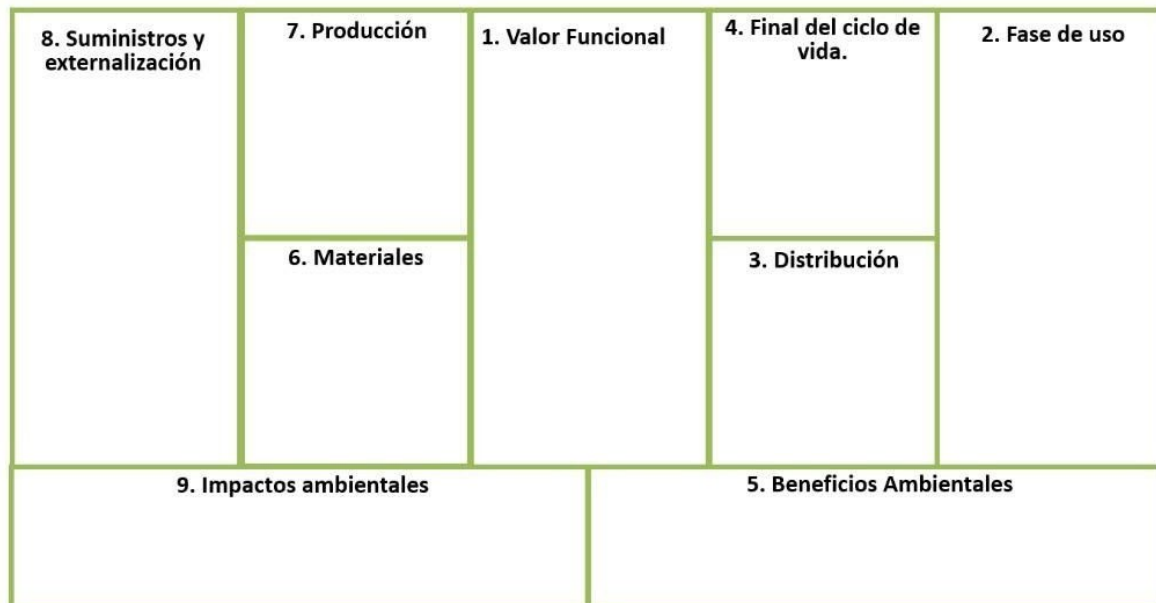 8. Suministros y
externalización
7. Producción
1. Valor Funcional
4. Final del ciclo de
vida.
2. Fase de uso
6. Materiales
3. Distribución
9. Impactos ambientales
5. Beneficios Ambientales